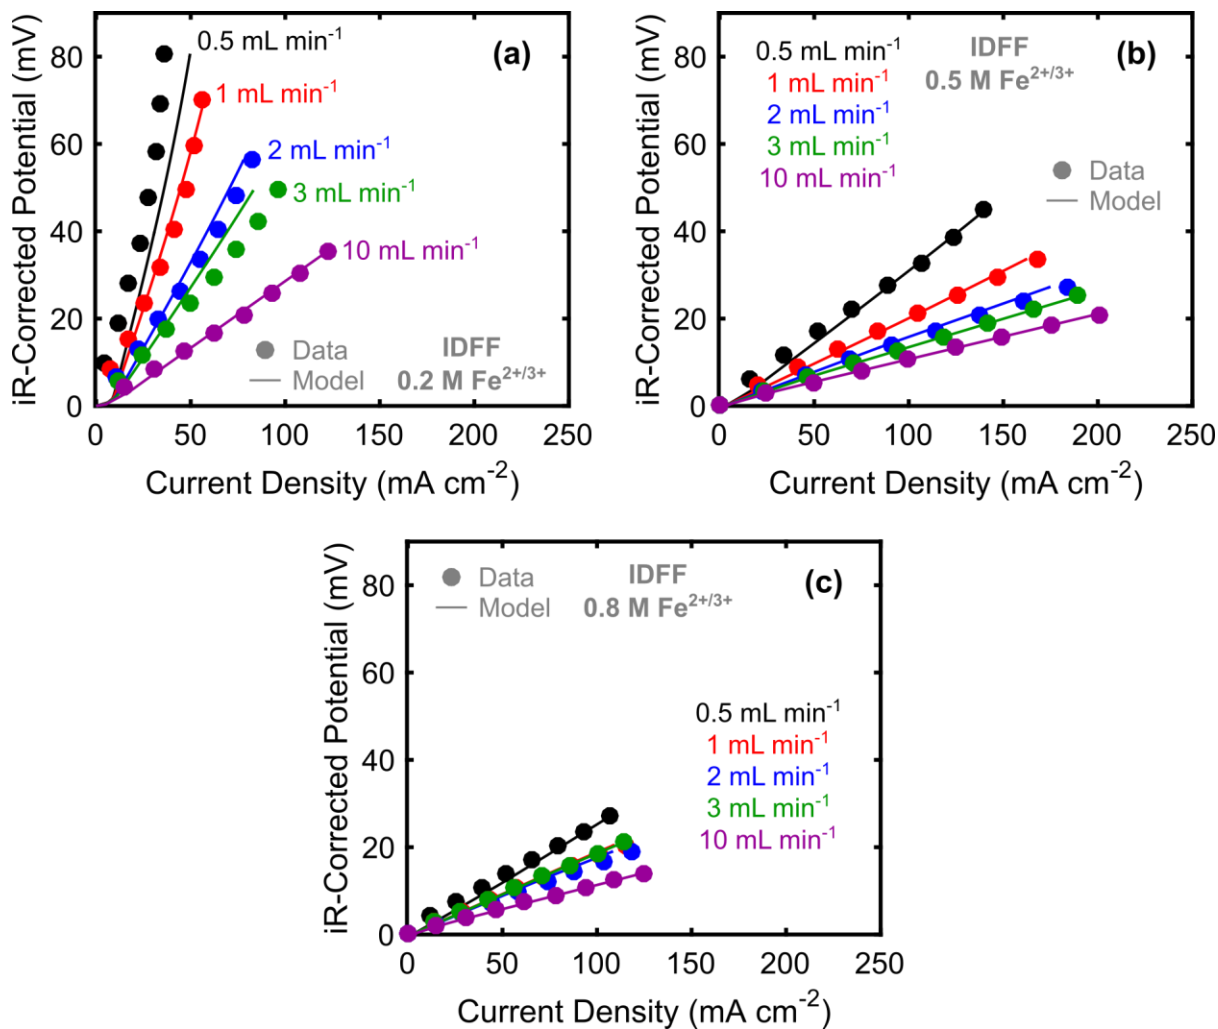 (a)
0.5 mL min⁻¹
1 mL min⁻¹
2 mL min⁻¹
3 mL min⁻¹
10 mL min⁻¹
Data
Model
IDFF
0.2 M Fe²⁺/³⁺
iR-Corrected Potential (mV)
80
60
40
20
0
0 50 100 150 200 250
Current Density (mA cm⁻²)
(b)
IDFF
0.5 M Fe²⁺/³⁺
0.5 mL min⁻¹
1 mL min⁻¹
2 mL min⁻¹
3 mL min⁻¹
10 mL min⁻¹
Data
Model
iR-Corrected Potential (mV)
80
60
40
20
0
0 50 100 150 200 250
Current Density (mA cm⁻²)
(c)
Data
Model
IDFF
0.8 M Fe²⁺/³⁺
0.5 mL min⁻¹
1 mL min⁻¹
2 mL min⁻¹
3 mL min⁻¹
10 mL min⁻¹
iR-Corrected Potential (mV)
80
60
40
20
0
0 50 100 150 200 250
Current Density (mA cm⁻²)